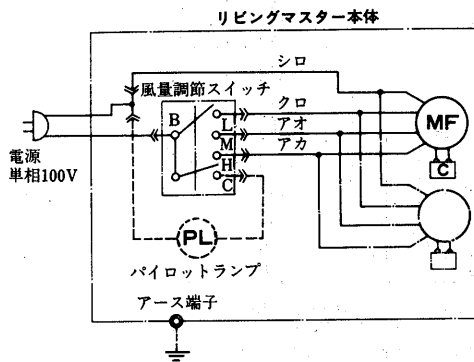 リビングマスター本体
シロ
風量調節スイッチ
B
クロ
L
アオ
M
アカ
H
C
MF
C
電源
単相100V
PL
パイロットランプ
アース端子